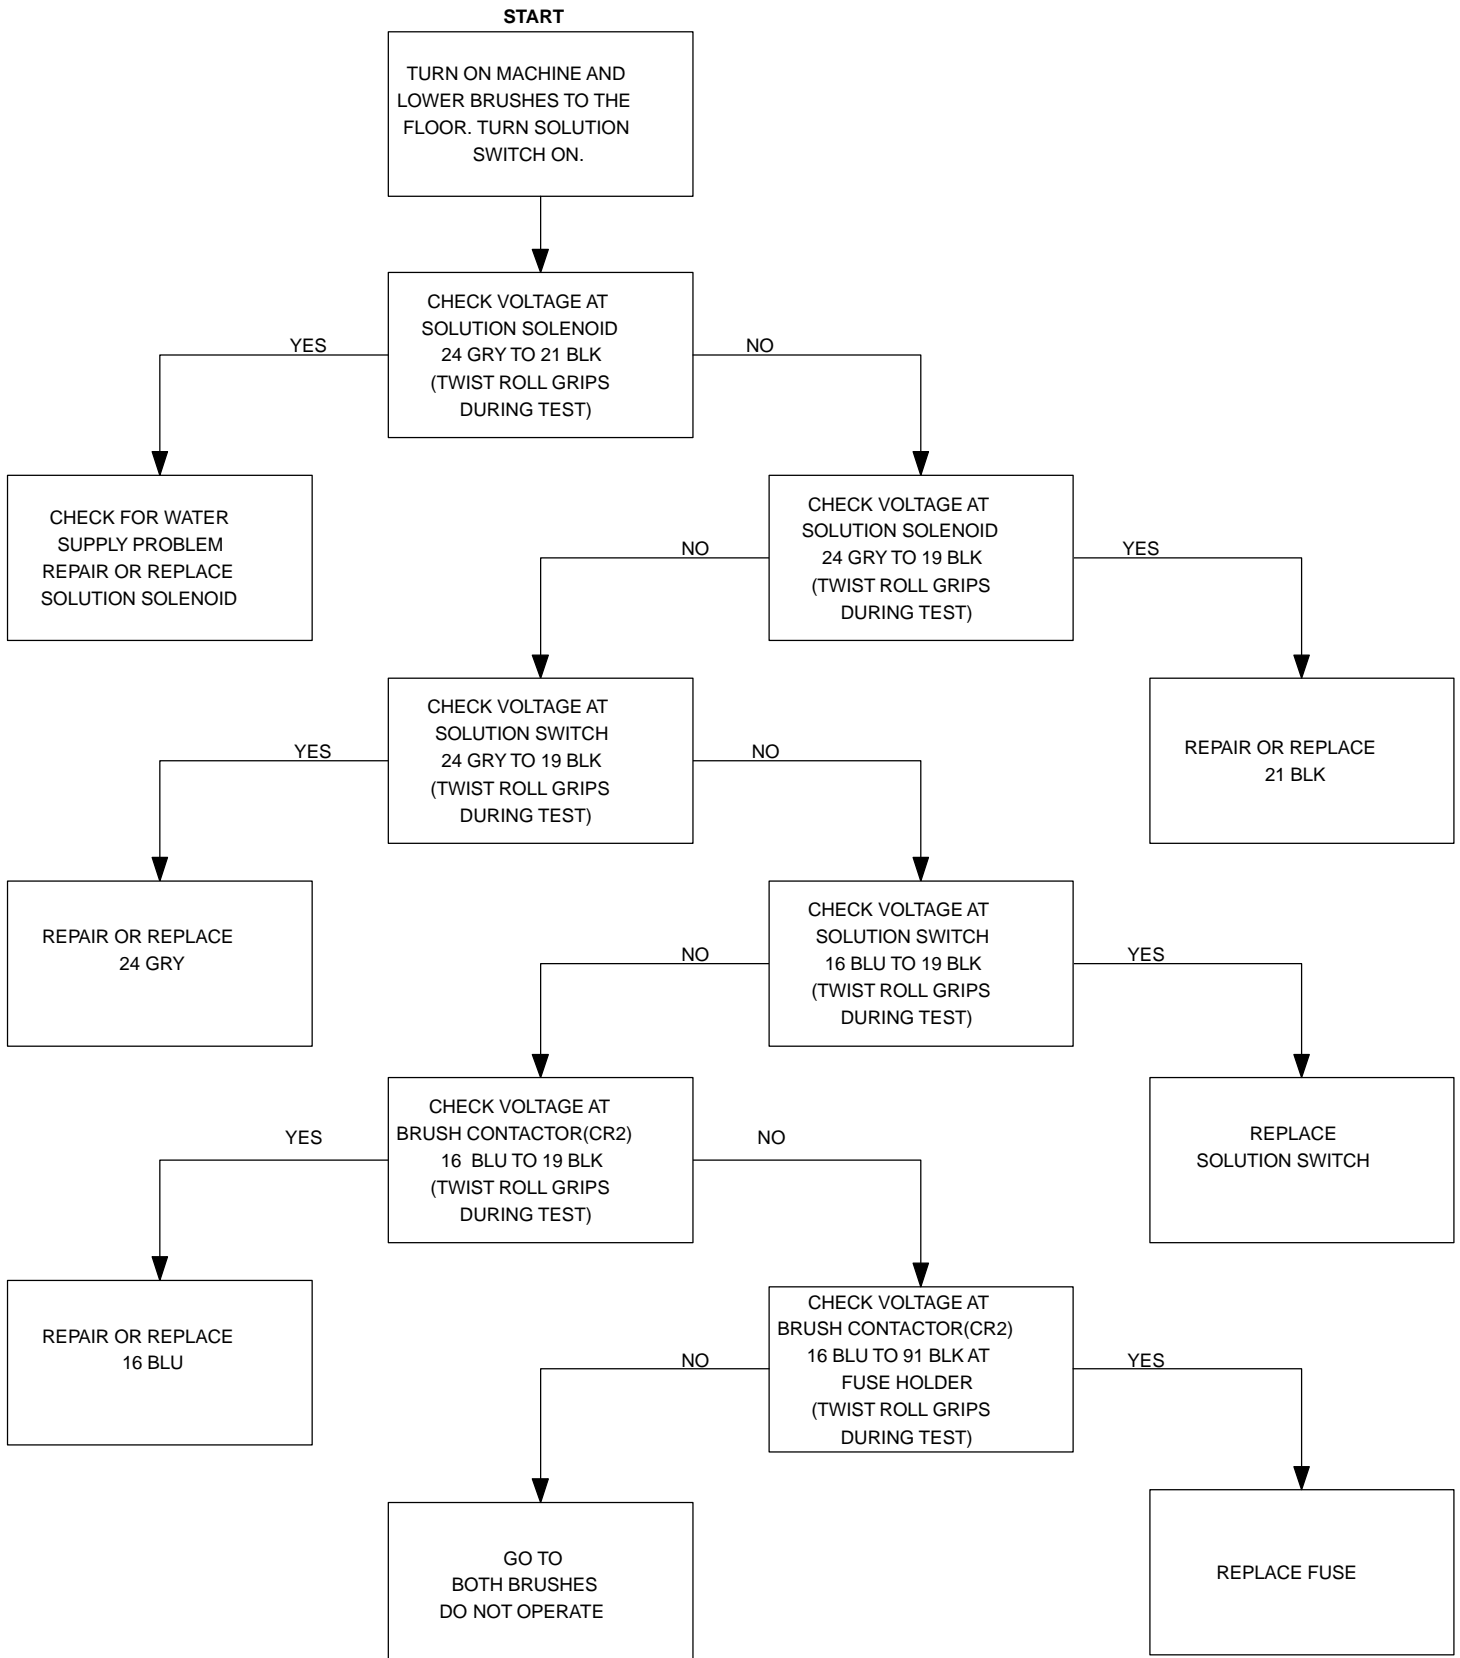 START
TURN ON MACHINE AND
LOWER BRUSHES TO THE
FLOOR. TURN SOLUTION
SWITCH ON.
CHECK VOLTAGE AT
SOLUTION SOLENOID
24 GRY TO 21 BLK
(TWIST ROLL GRIPS
DURING TEST)
YES
NO
CHECK FOR WATER
SUPPLY PROBLEM
REPAIR OR REPLACE
SOLUTION SOLENOID
CHECK VOLTAGE AT
SOLUTION SOLENOID
24 GRY TO 19 BLK
(TWIST ROLL GRIPS
DURING TEST)
NO
YES
CHECK VOLTAGE AT
SOLUTION SWITCH
24 GRY TO 19 BLK
(TWIST ROLL GRIPS
DURING TEST)
YES
NO
REPAIR OR REPLACE
21 BLK
REPAIR OR REPLACE
24 GRY
CHECK VOLTAGE AT
SOLUTION SWITCH
16 BLU TO 19 BLK
(TWIST ROLL GRIPS
DURING TEST)
NO
YES
CHECK VOLTAGE AT
BRUSH CONTACTOR(CR2)
16 BLU TO 19 BLK
(TWIST ROLL GRIPS
DURING TEST)
YES
NO
REPLACE
SOLUTION SWITCH
REPAIR OR REPLACE
16 BLU
CHECK VOLTAGE AT
BRUSH CONTACTOR(CR2)
16 BLU TO 91 BLK AT
FUSE HOLDER
(TWIST ROLL GRIPS
DURING TEST)
NO
YES
GO TO
BOTH BRUSHES
DO NOT OPERATE
REPLACE FUSE